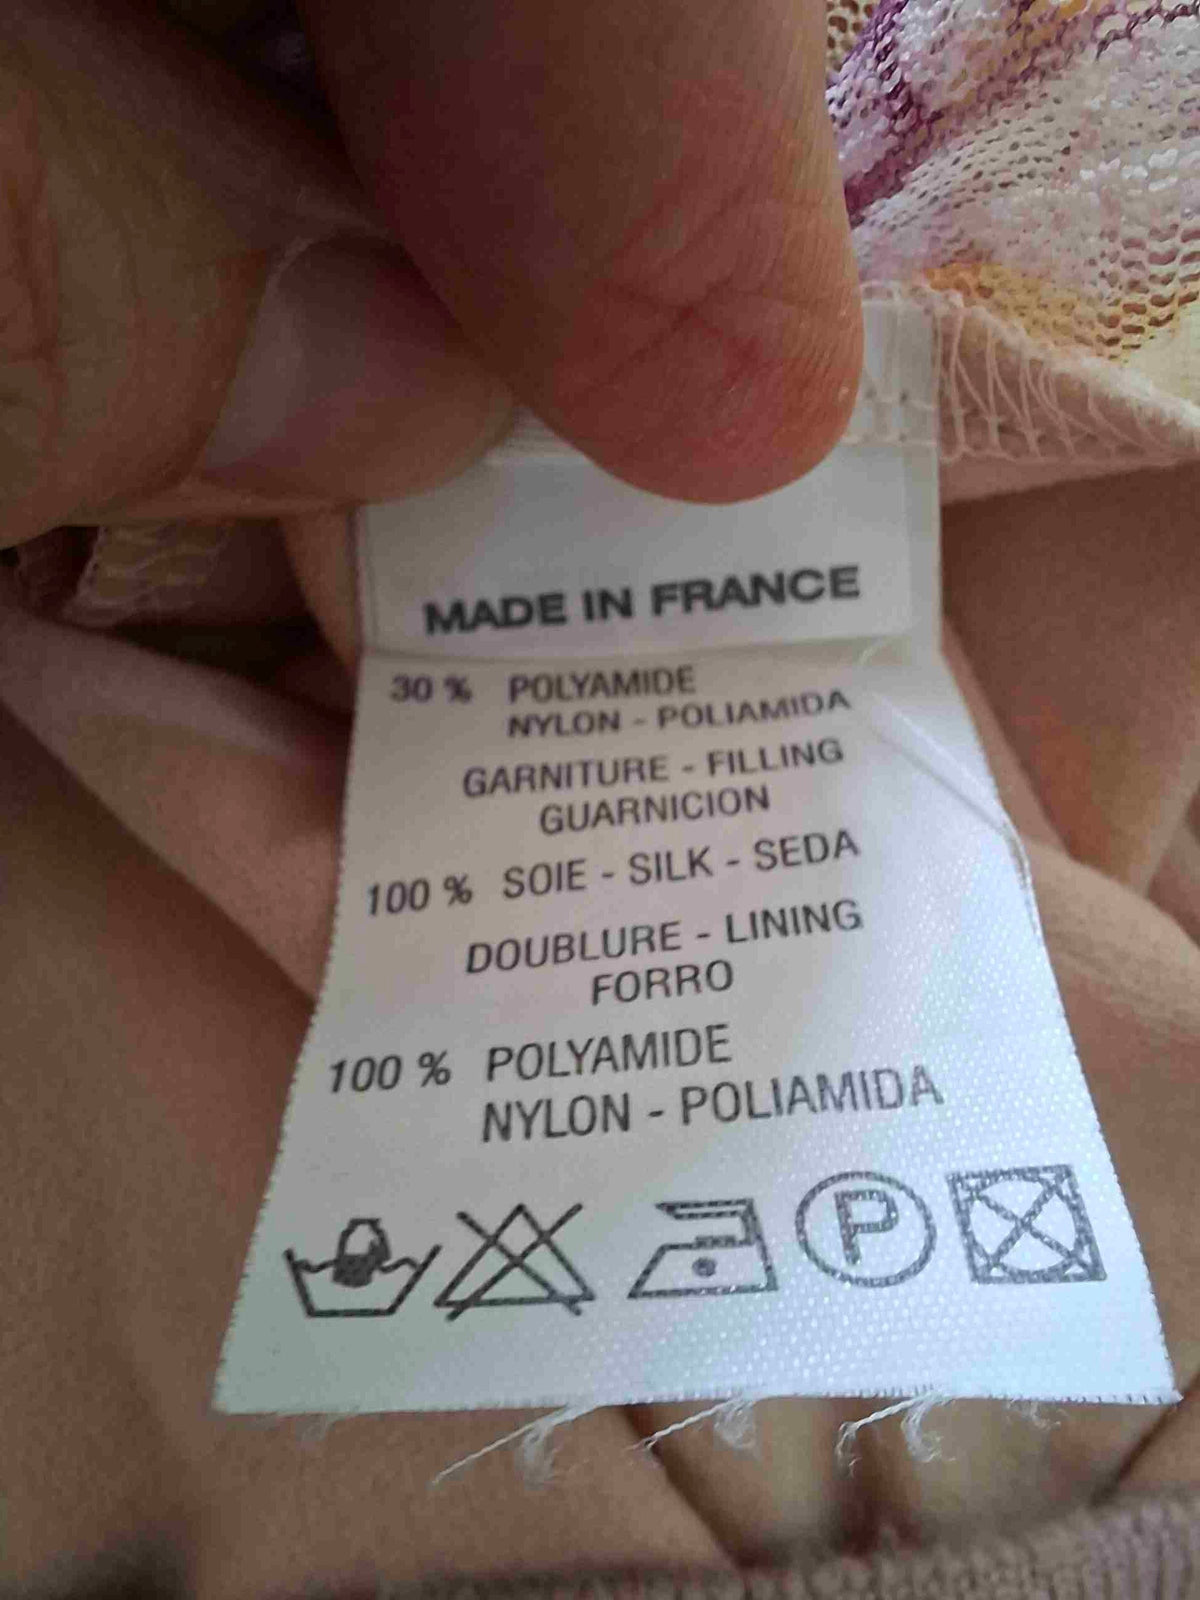 MADE IN FRANCE
30 % POLYAMIDE
NYLON - POLIAMIDA
GARNITURE - FILLING
GUARNICION
100 % SOIE - SILK - SEDA
DOUBLURE - LINING
FORRO
100 % POLYAMIDE
NYLON - POLIAMIDA
P